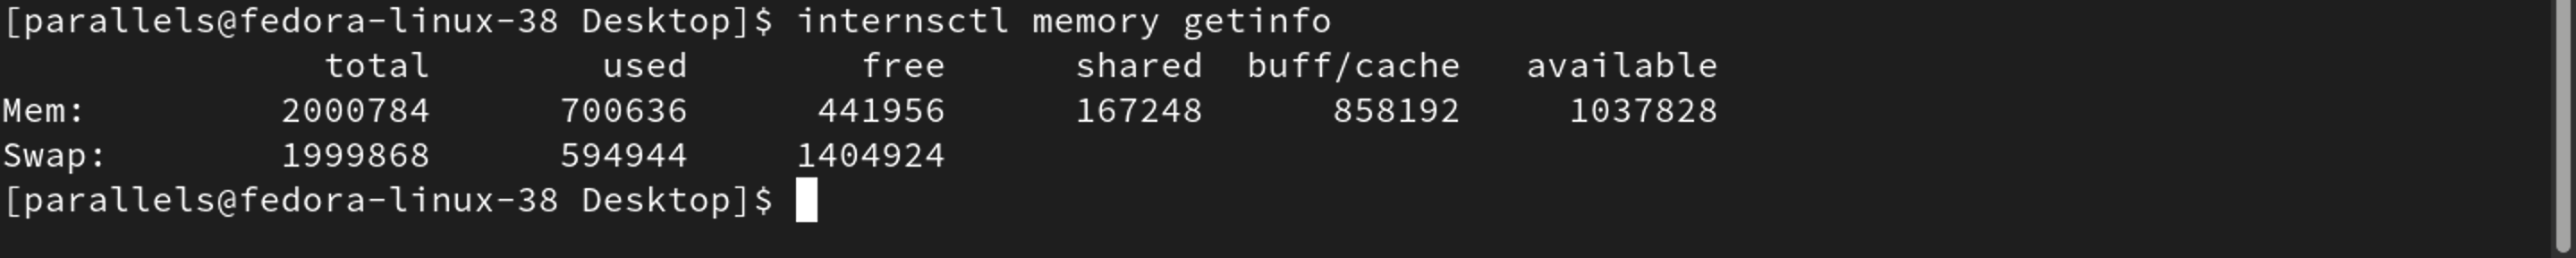 [parallels@fedora-linux-38 Desktop]$ internsctl memory getinfo
               total        used        free      shared  buff/cache   available
Mem:         2000784      700636      441956      167248      858192     1037828
Swap:        1999868      594944     1404924
[parallels@fedora-linux-38 Desktop]$